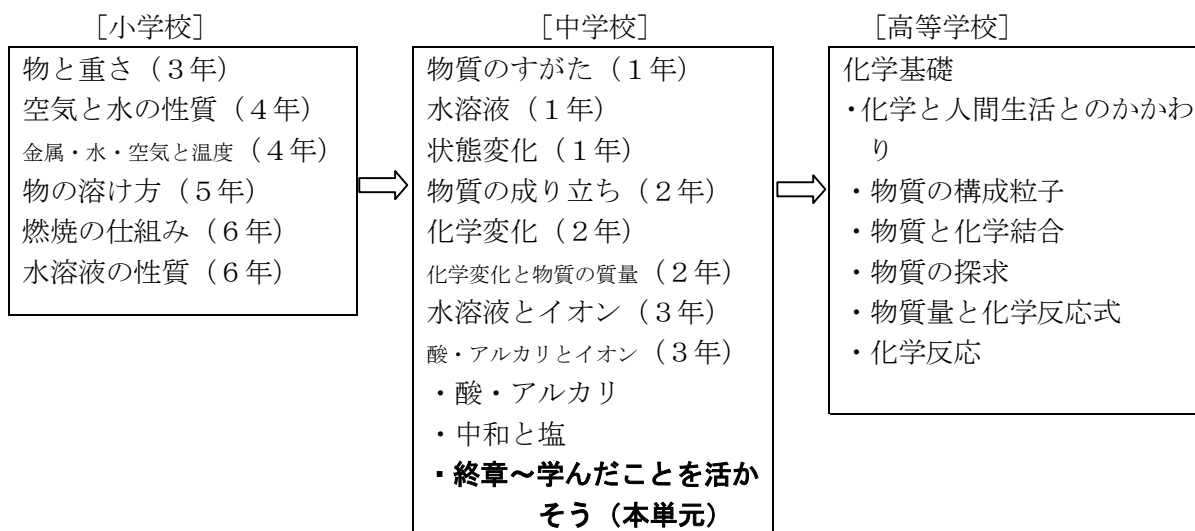 ［小学校］
物と重さ（３年）
空気と水の性質（４年）
金属・水・空気と温度（４年）
物の溶け方（５年）
燃焼の仕組み（６年）
水溶液の性質（６年）
［中学校］
物質のすがた（１年）
水溶液（１年）
状態変化（１年）
物質の成り立ち（２年）
化学変化（２年）
化学変化と物質の質量（２年）
水溶液とイオン（３年）
酸・アルカリとイオン（３年）
・酸・アルカリ
・中和と塩
・終章～学んだことを活か
そう（本単元）
［高等学校］
化学基礎
・化学と人間生活とのかかわ
り
・物質の構成粒子
・物質と化学結合
・物質の探求
・物質量と化学反応式
・化学反応